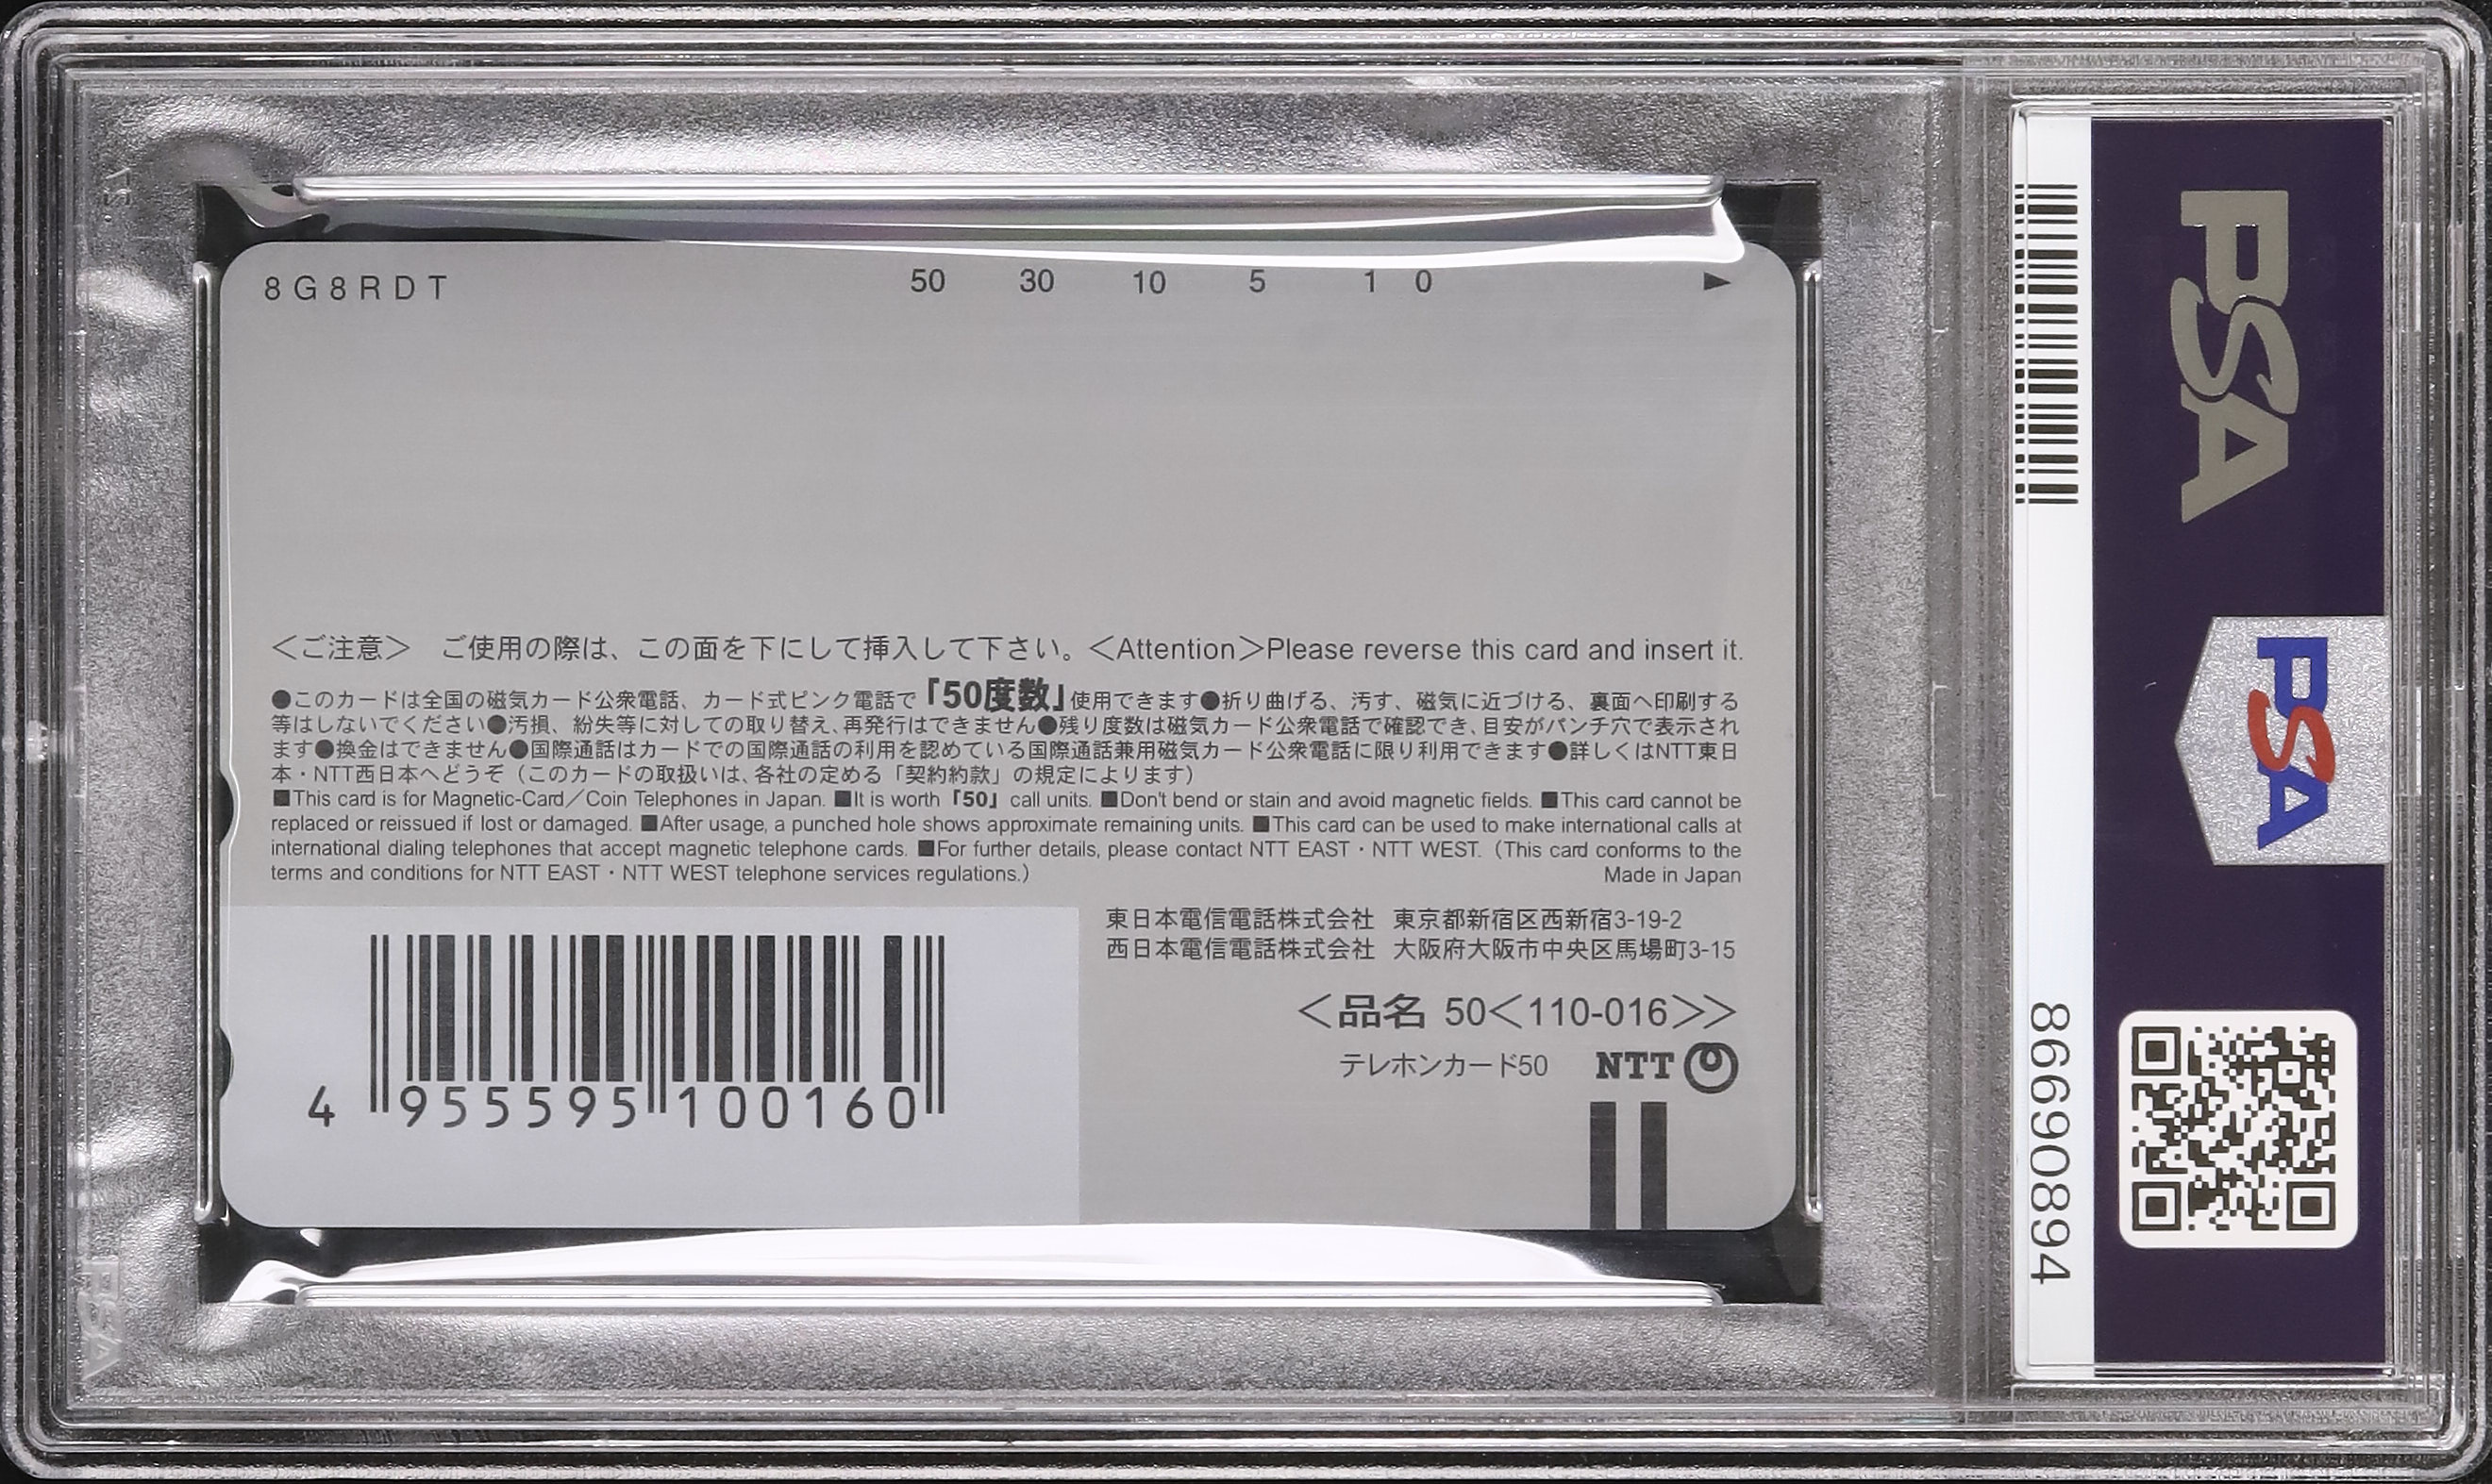 8G8RDT
50 30 10 5 1 0 ►
＜ご注意＞ ご使用の際は、この面を下にして挿入して下さい。＜Attention＞Please reverse this card and insert it.
●このカードは全国の磁気カード公衆電話、カード式ピンク電話で「50度数」使用できます●折り曲げる、汚す、磁気に近づける、裏面へ印刷する
等はしないでください●汚損、紛失等に対しての取り替え、再発行はできません●残り度数は磁気カード公衆電話で確認でき、目安がパンチ穴で表示され
ます●換金はできません●国際通話はカードでの国際通話の利用を認めている国際通話兼用磁気カード公衆電話に限り利用できます●詳しくはNTT東日
本・NTT西日本へどうぞ（このカードの取扱いは、各社の定める「契約約款」の規定によります）
■This card is for Magnetic-Card／Coin Telephones in Japan. ■It is worth「50」call units. ■Don't bend or stain and avoid magnetic fields. ■This card cannot be
replaced or reissued if lost or damaged. ■After usage, a punched hole shows approximate remaining units. ■This card can be used to make international calls at
international dialing telephones that accept magnetic telephone cards. ■For further details, please contact NTT EAST・NTT WEST.（This card conforms to the
terms and conditions for NTT EAST・NTT WEST telephone services regulations.）
Made in Japan
東日本電信電話株式会社 東京都新宿区西新宿3-19-2
西日本電信電話株式会社 大阪府大阪市中央区馬場町3-15
＜品名 50＜110-016＞＞
テレホンカード50 NTT
4 955595 100160
PSA
PSA
86690894
PSA